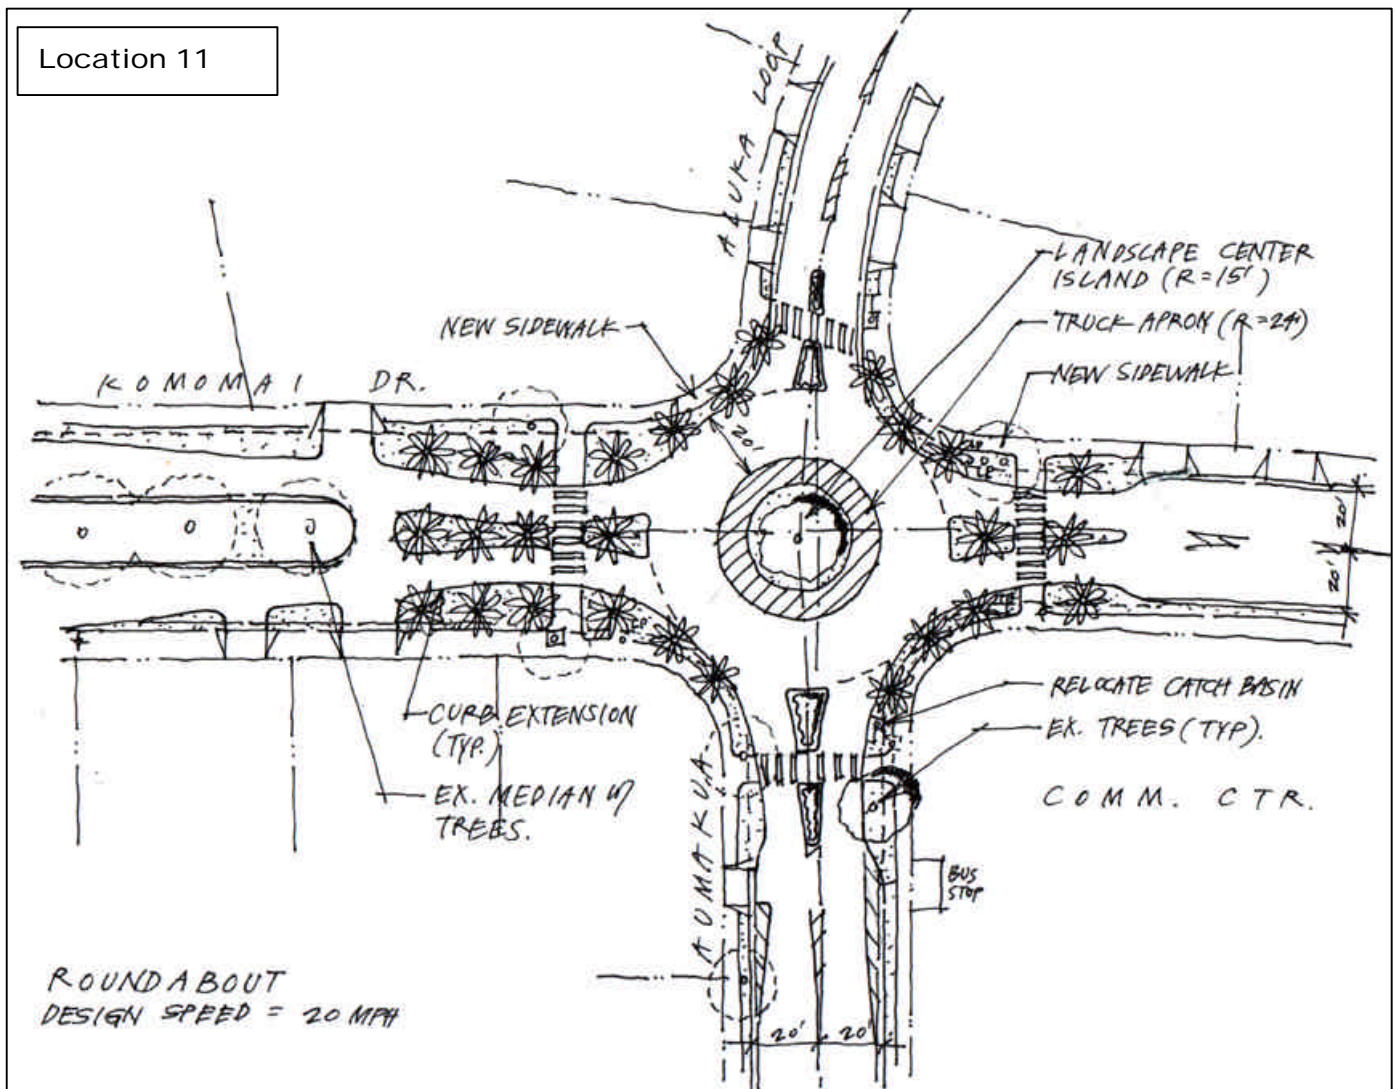 Location 11
ALUKA LOOP
LANDSCAPE CENTER
ISLAND (R=15')
TRUCK APRON (R=24')
NEW SIDEWALK
NEW SIDEWALK
KOMOMAI DR.
20'
20'
20'
RELOCATE CATCH BASIN
EX. TREES (TYP).
CURB EXTENSION
(TYP.)
EX. MEDIAN W/
TREES.
COMM. CTR.
AUMAKUA
BUS
STOP
ROUNDABOUT
DESIGN SPEED = 20 MPH
20' 20'